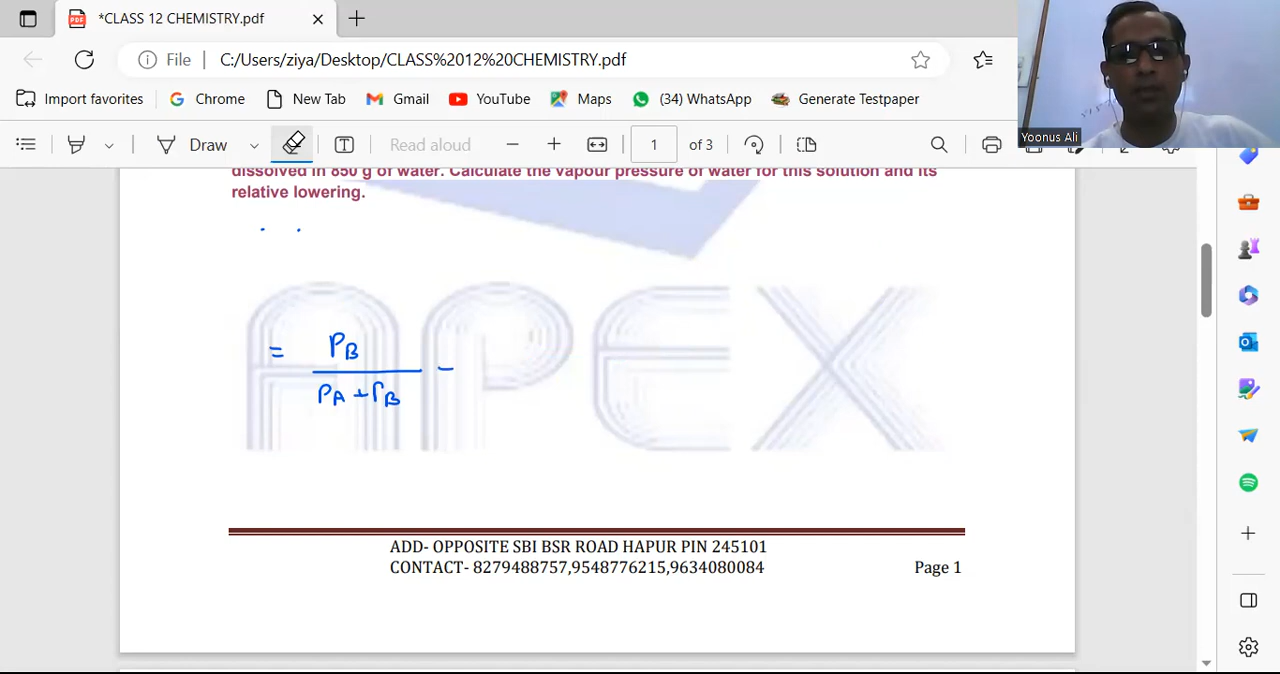 *CLASS 12 CHEMISTRY.pdf
File | C:/Users/ziya/Desktop/CLASS%2012%20CHEMISTRY.pdf
Import favorites Chrome New Tab Gmail YouTube Maps (34) WhatsApp Generate Testpaper
Draw Read aloud 1 of 3
Yoonus Ali
dissolved in 850 g of water. Calculate the vapour pressure of water for this solution and its
relative lowering.
APEX
= PB
PA + PB -
ADD- OPPOSITE SBI BSR ROAD HAPUR PIN 245101
CONTACT- 8279488757,9548776215,9634080084 Page 1